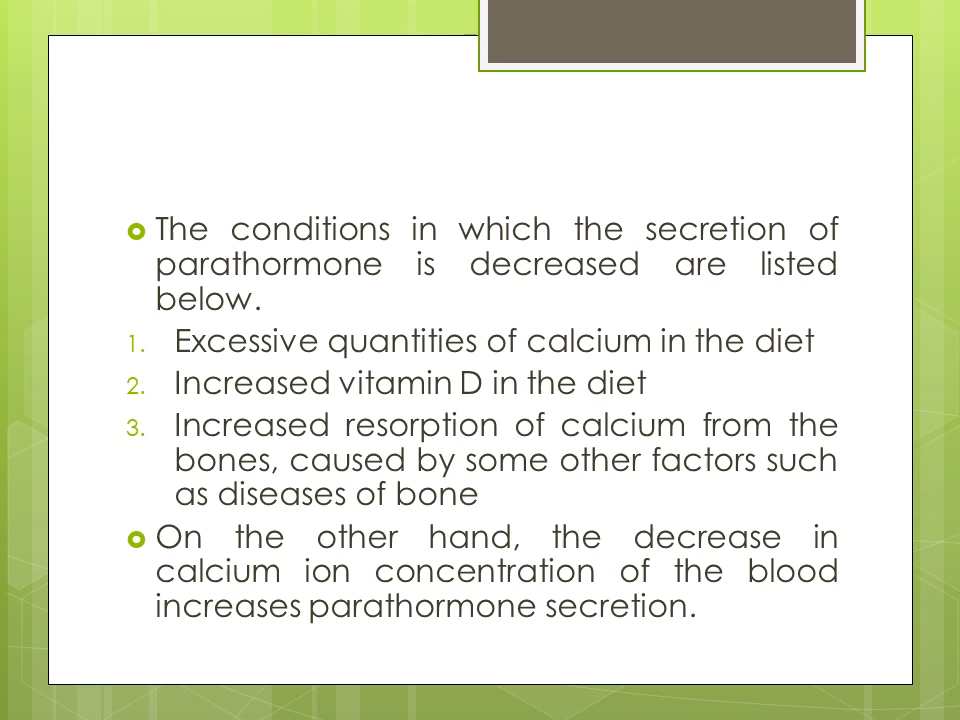 The conditions in which the secretion of
parathormone is decreased are listed
below.
1. Excessive quantities of calcium in the diet
2. Increased vitamin D in the diet
3. Increased resorption of calcium from the
bones, caused by some other factors such
as diseases of bone
On the other hand, the decrease in
calcium ion concentration of the blood
increases parathormone secretion.